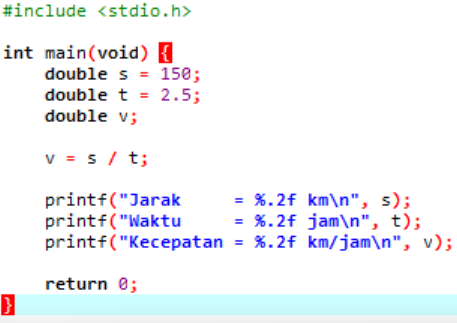 #include <stdio.h>
int main(void) {
    double s = 150;
    double t = 2.5;
    double v;
    v = s / t;
    printf("Jarak     = %.2f km\n", s);
    printf("Waktu     = %.2f jam\n", t);
    printf("Kecepatan = %.2f km/jam\n", v);
    return 0;
}